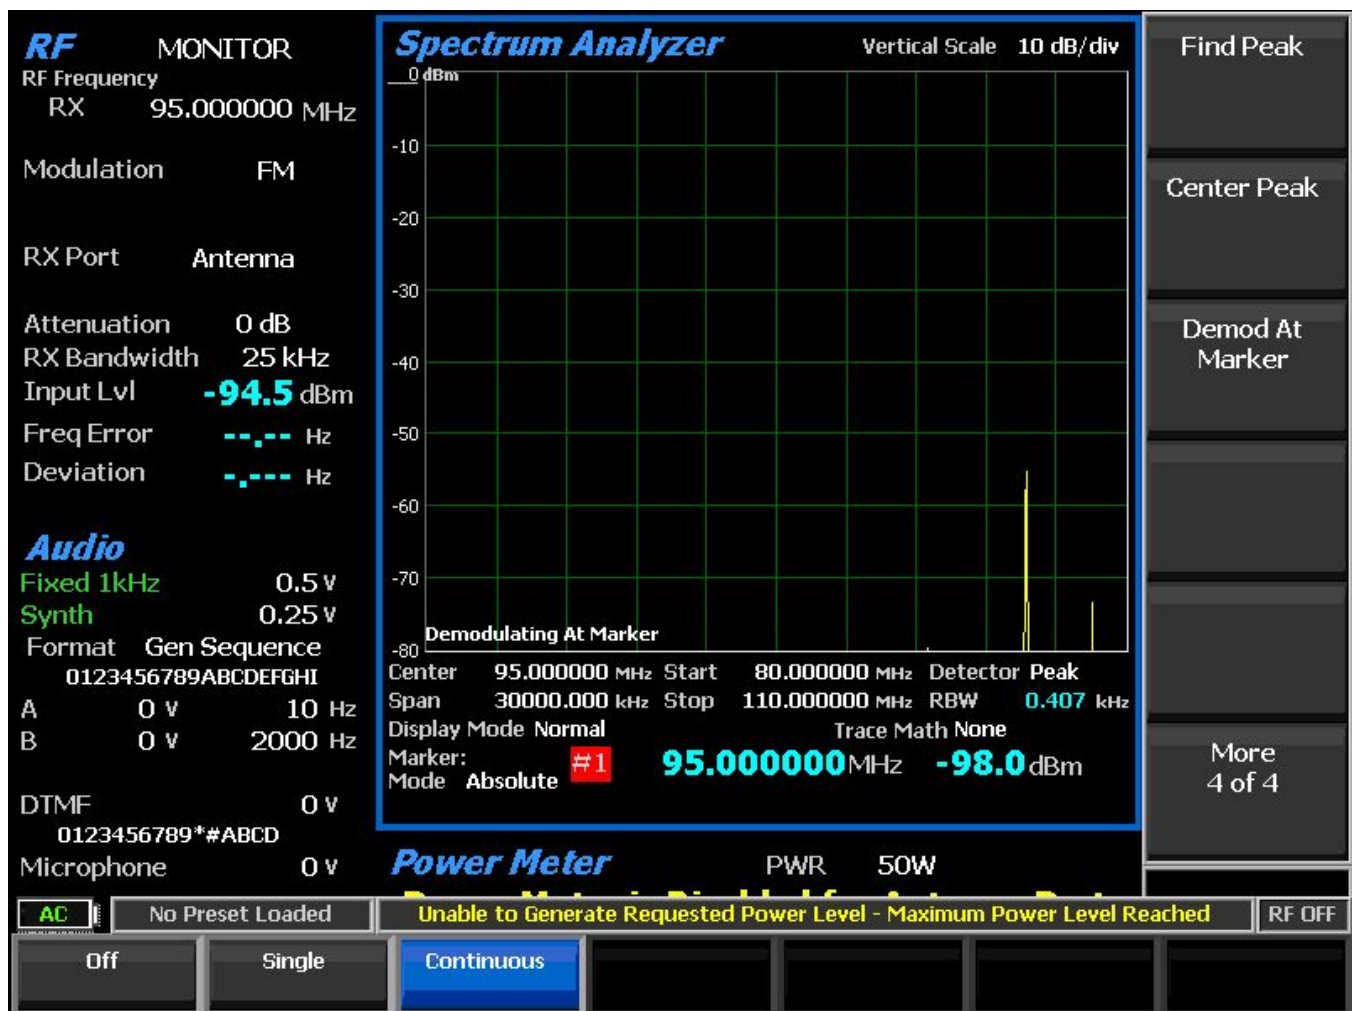 RF MONITOR
RF Frequency
RX 95.000000 MHz
Modulation FM
RX Port Antenna
Attenuation 0 dB
RX Bandwidth 25 kHz
Input Lvl -94.5 dBm
Freq Error --.-- Hz
Deviation -.--- Hz
Audio
Fixed 1kHz 0.5 V
Synth 0.25 V
Format Gen Sequence
0123456789ABCDEFGHI
A 0 V 10 Hz
B 0 V 2000 Hz
DTMF 0 V
0123456789*#ABCD
Microphone 0 V
Spectrum Analyzer Vertical Scale 10 dB/div
0 dBm
-10
-20
-30
-40
-50
-60
-70
-80
Demodulating At Marker
Center 95.000000 MHz Start 80.000000 MHz Detector Peak
Span 30000.000 kHz Stop 110.000000 MHz RBW 0.407 kHz
Display Mode Normal Trace Math None
Marker: #1 95.000000 MHz -98.0 dBm
Mode Absolute
Power Meter PWR 50W
Find Peak
Center Peak
Demod At
Marker
More
4 of 4
AC No Preset Loaded Unable to Generate Requested Power Level - Maximum Power Level Reached RF OFF
Off Single Continuous